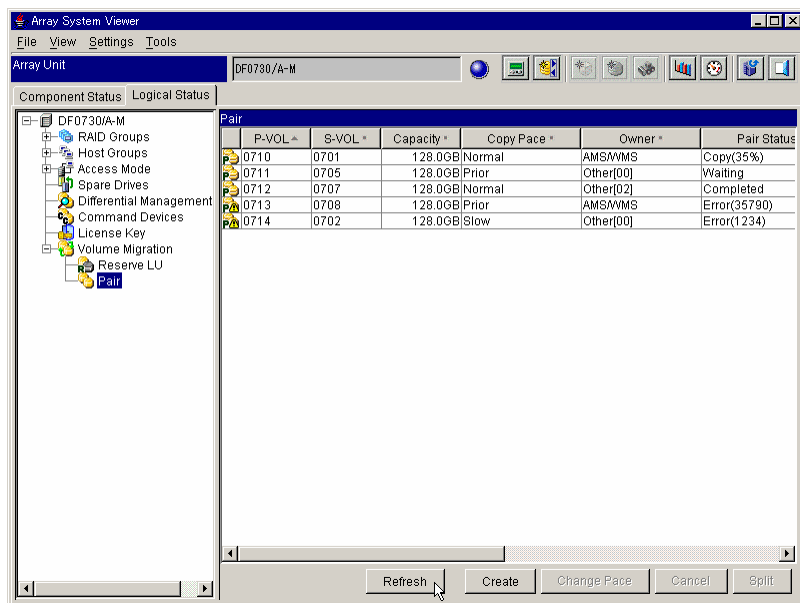 Array System Viewer
File View Settings Tools
Array Unit
DF0730/A-M
Component Status Logical Status
DF0730/A-M
RAID Groups
Host Groups
Access Mode
Spare Drives
Differential Management
Command Devices
License Key
Volume Migration
Reserve LU
Pair
Pair
P-VOL S-VOL Capacity Copy Pace Owner Pair Status
0710 0701 128.0GB Normal AMS/WMS Copy(35%)
0711 0705 128.0GB Prior Other[00] Waiting
0712 0707 128.0GB Normal Other[02] Completed
0713 0708 128.0GB Prior AMS/WMS Error(35790)
0714 0702 128.0GB Slow Other[00] Error(1234)
Refresh Create Change Pace Cancel Split